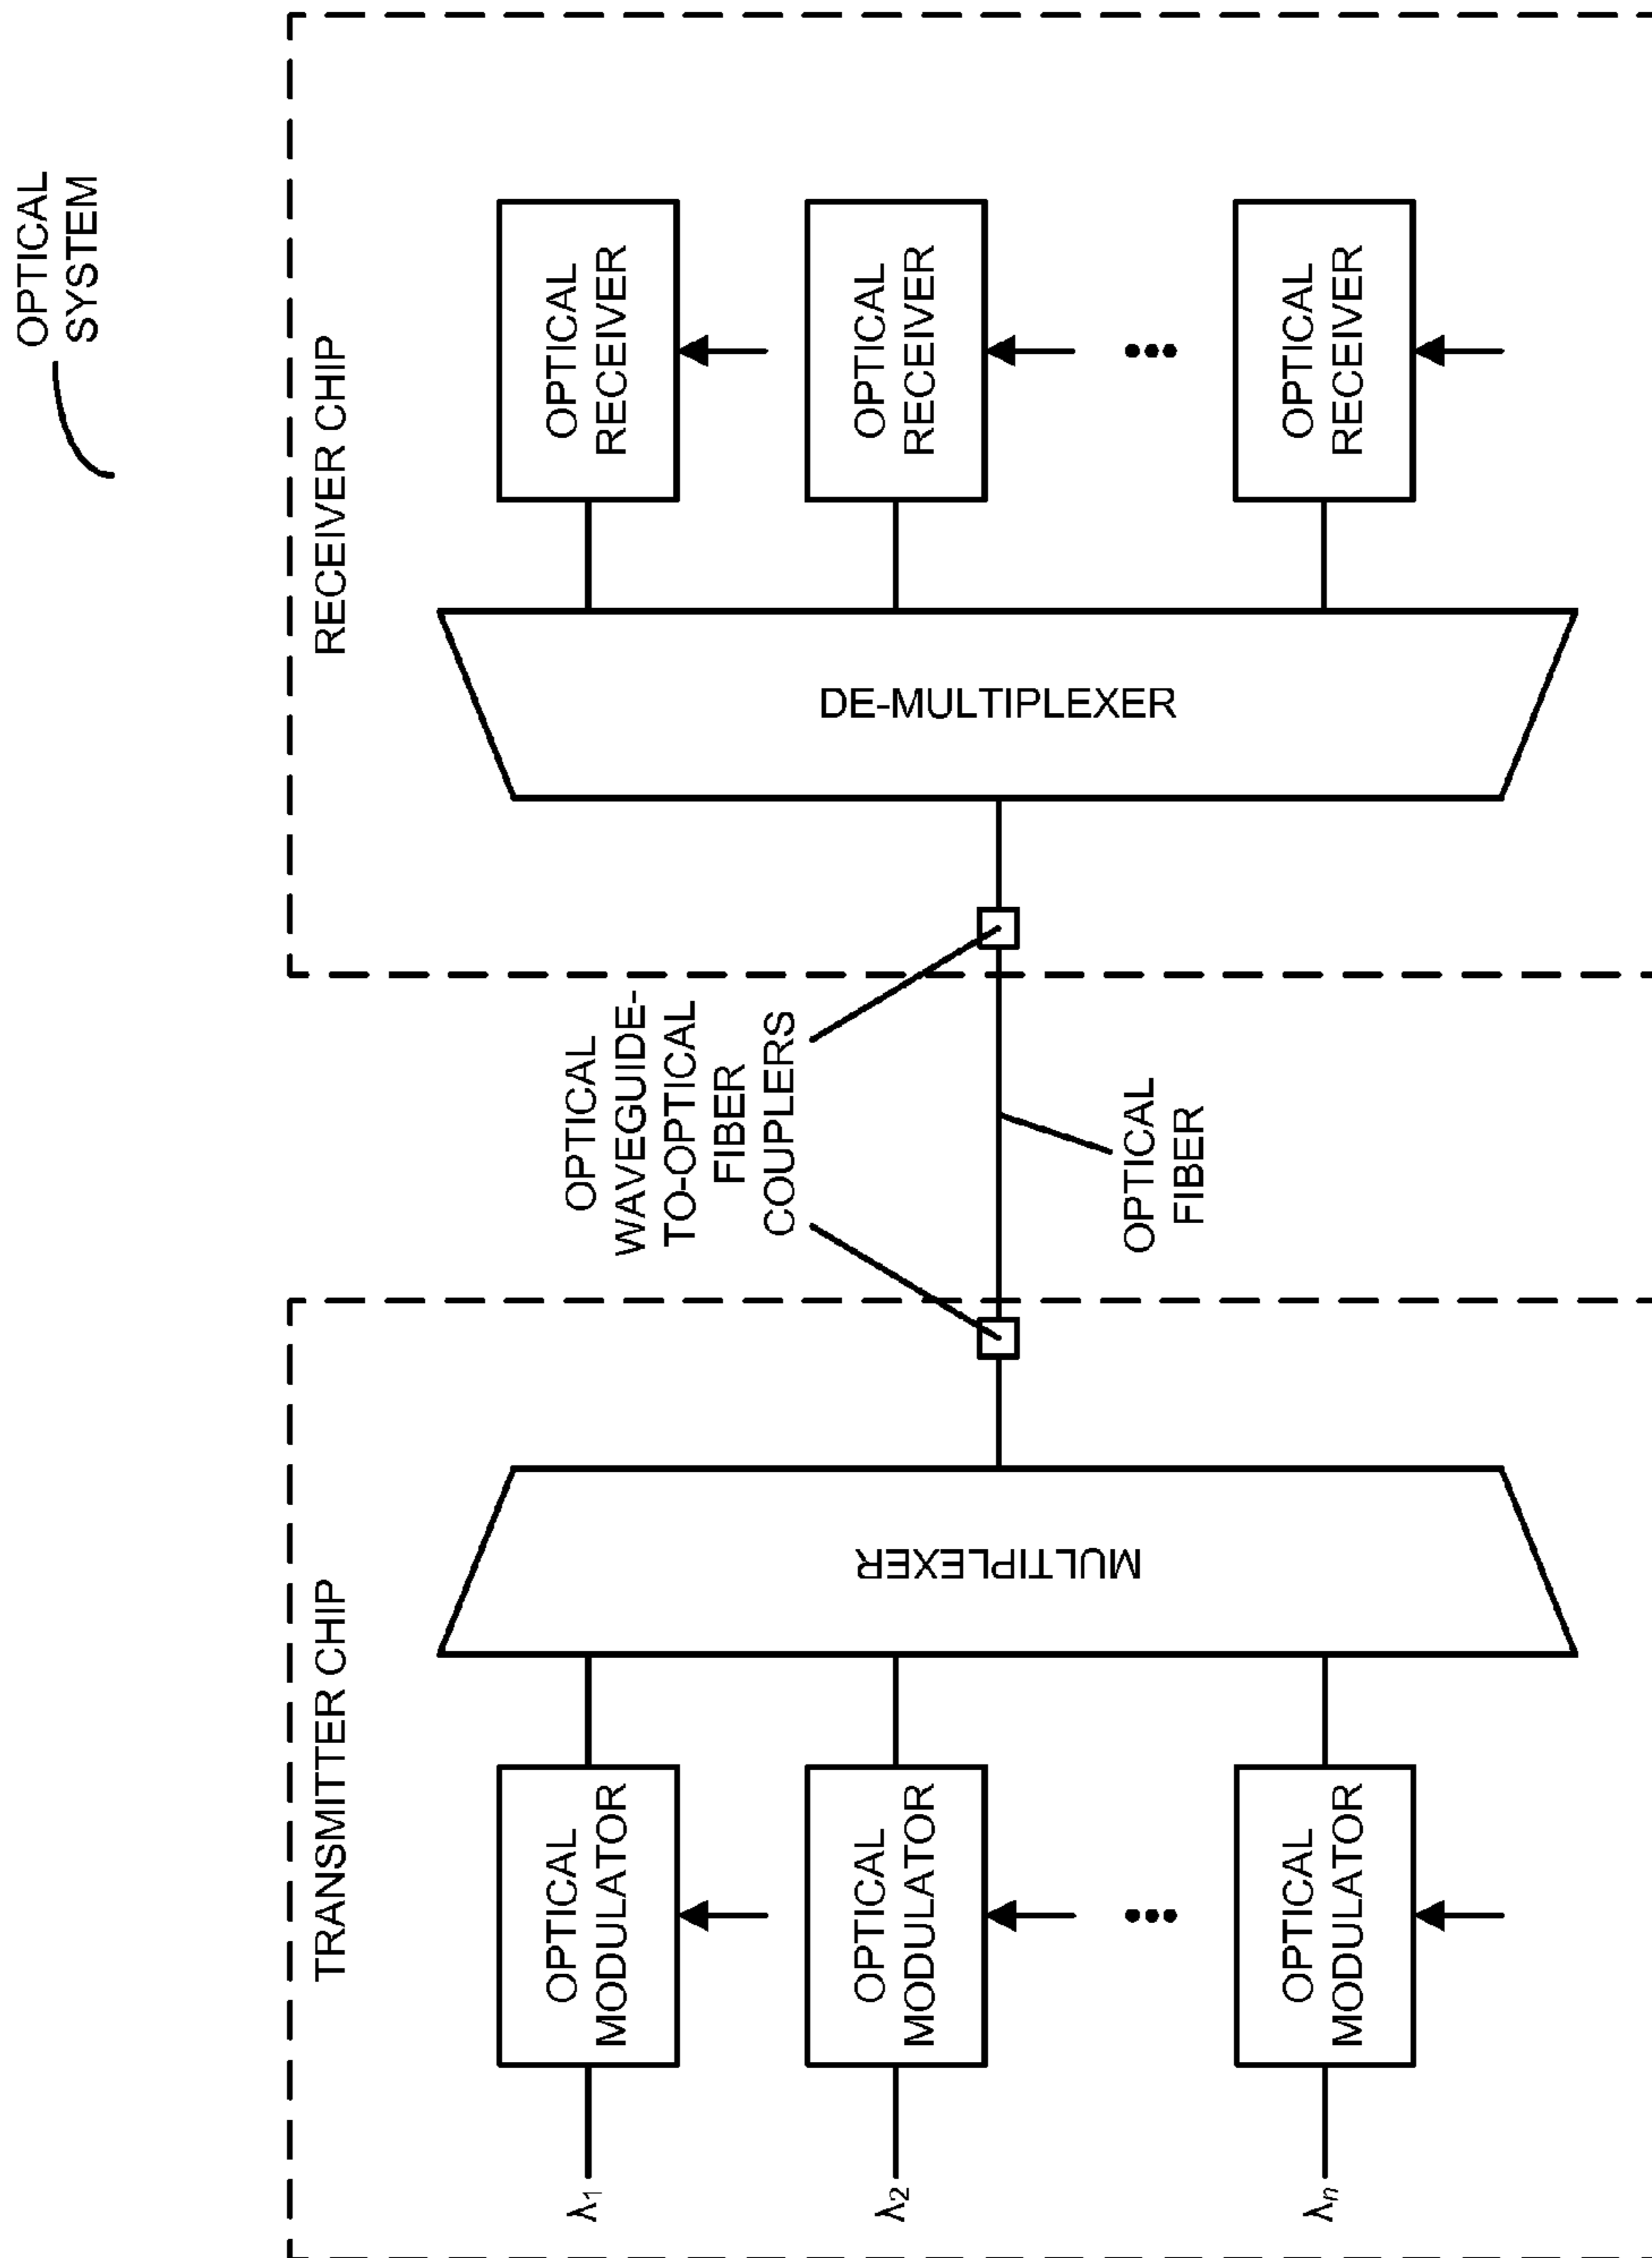 OPTICAL
SYSTEM
TRANSMITTER CHIP
λ1
OPTICAL
MODULATOR
λ2
OPTICAL
MODULATOR
λn
OPTICAL
MODULATOR
MULTIPLEXER
OPTICAL
WAVEGUIDE-
TO-OPTICAL
FIBER
COUPLERS
OPTICAL
FIBER
RECEIVER CHIP
DE-MULTIPLEXER
OPTICAL
RECEIVER
OPTICAL
RECEIVER
OPTICAL
RECEIVER